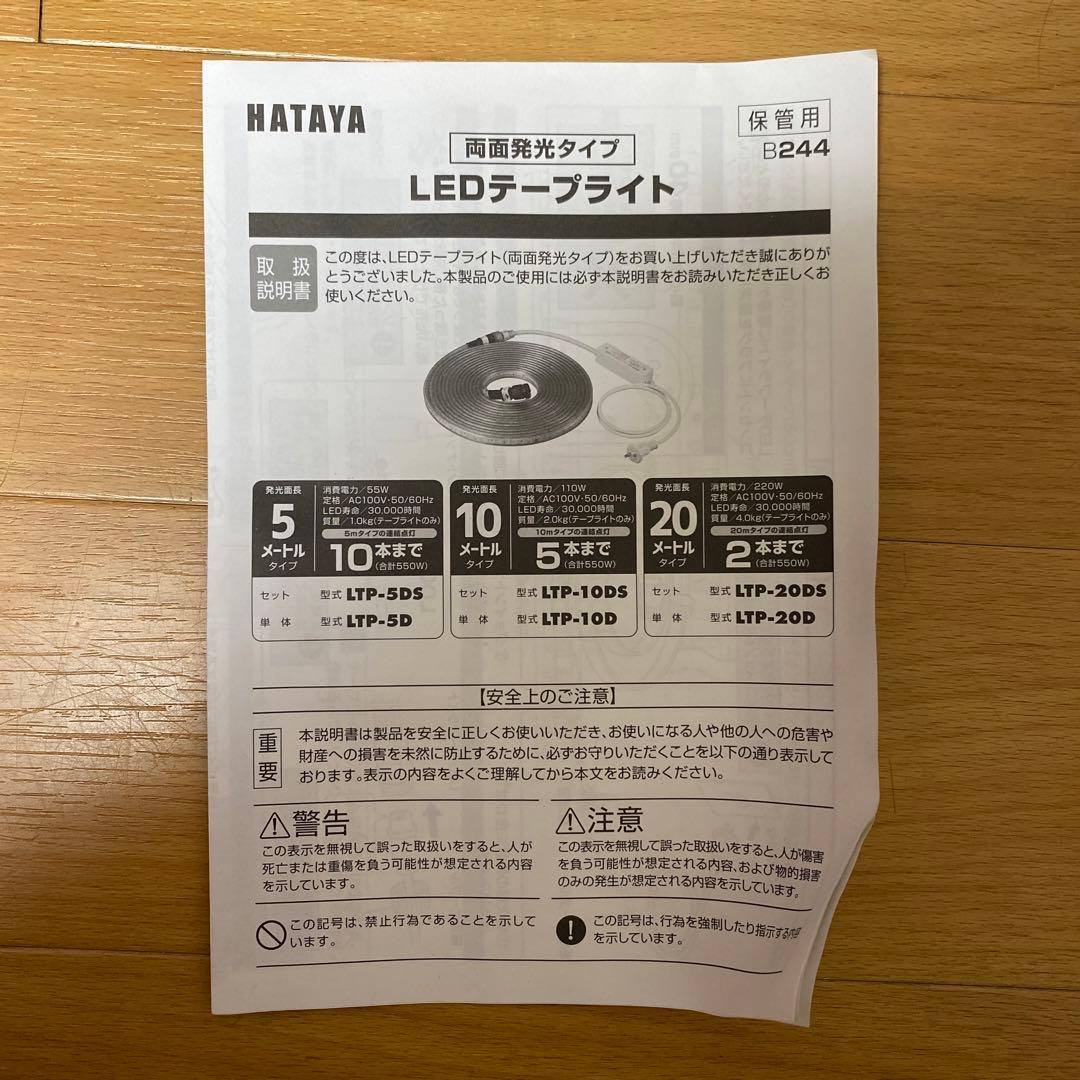 HATAYA
保管用
B244
両面発光タイプ
LEDテープライト
取扱
説明書
この度は、LEDテープライト(両面発光タイプ)をお買い上げいただき誠にありが
とうございました。本製品のご使用には必ず本説明書をお読みいただき正しくお
使いください。
発光面長
5
メートル
タイプ
消費電力/55W
定格/AC100V·50/60Hz
LED寿命/30,000時間
質量/1.0kg(テープライトのみ)
5mタイプの連結点灯
10本まで
(合計550W)
セット 型式 LTP-5DS
単体 型式 LTP-5D
発光面長
10
メートル
タイプ
消費電力/110W
定格/AC100V·50/60Hz
LED寿命/30,000時間
質量/2.0kg(テープライトのみ)
10mタイプの連結点灯
5本まで
(合計550W)
セット 型式 LTP-10DS
単体 型式 LTP-10D
発光面長
20
メートル
タイプ
消費電力/220W
定格/AC100V·50/60Hz
LED寿命/30,000時間
質量/4.0kg(テープライトのみ)
20mタイプの連結点灯
2本まで
(合計550W)
セット 型式 LTP-20DS
単体 型式 LTP-20D
【安全上のご注意】
重要
本説明書は製品を安全に正しくお使いいただき、お使いになる人や他の人への危害や
財産への損害を未然に防止するために、必ずお守りいただくことを以下の通り表示して
おります。表示の内容をよくご理解してから本文をお読みください。
警告
この表示を無視して誤った取扱いをすると、人が
死亡または重傷を負う可能性が想定される内容
を示しています。
注意
この表示を無視して誤った取扱いをすると、人が傷害
を負う可能性が想定される内容、および物的損害
のみの発生が想定される内容を示しています。
この記号は、禁止行為であることを示して
います。
この記号は、行為を強制したり指示する内容
を示しています。